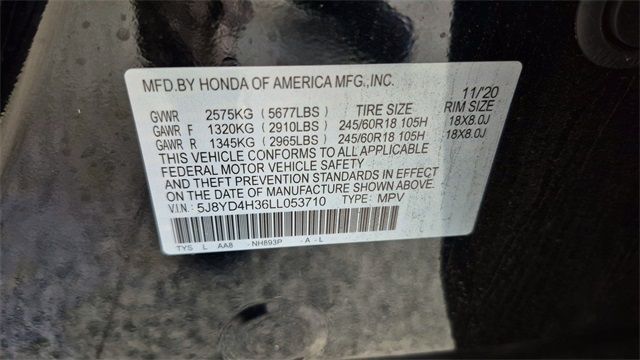 MFD.BY HONDA OF AMERICA MFG.,INC.
11/'20
GVWR 2575KG (5677LBS) TIRE SIZE RIM SIZE
GAWR F 1320KG (2910LBS) 245/60R18 105H 18X8.0J
GAWR R 1345KG (2965LBS) 245/60R18 105H 18X8.0J
THIS VEHICLE CONFORMS TO ALL APPLICABLE
FEDERAL MOTOR VEHICLE SAFETY
AND THEFT PREVENTION STANDARDS IN EFFECT
ON THE DATE OF MANUFACTURE SHOWN ABOVE.
V.I.N.: 5J8YD4H36LL053710 TYPE: MPV
TYS L AA8 - NH893P - A - L